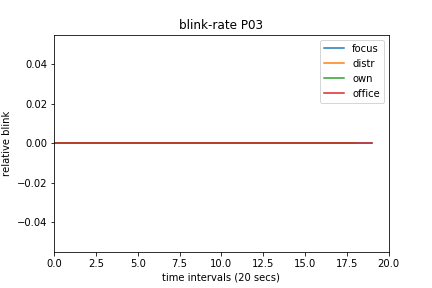 blink-rate P03
focus
distr
own
office
relative blink
0.04
0.02
0.00
−0.02
−0.04
0.0 2.5 5.0 7.5 10.0 12.5 15.0 17.5 20.0
time intervals (20 secs)